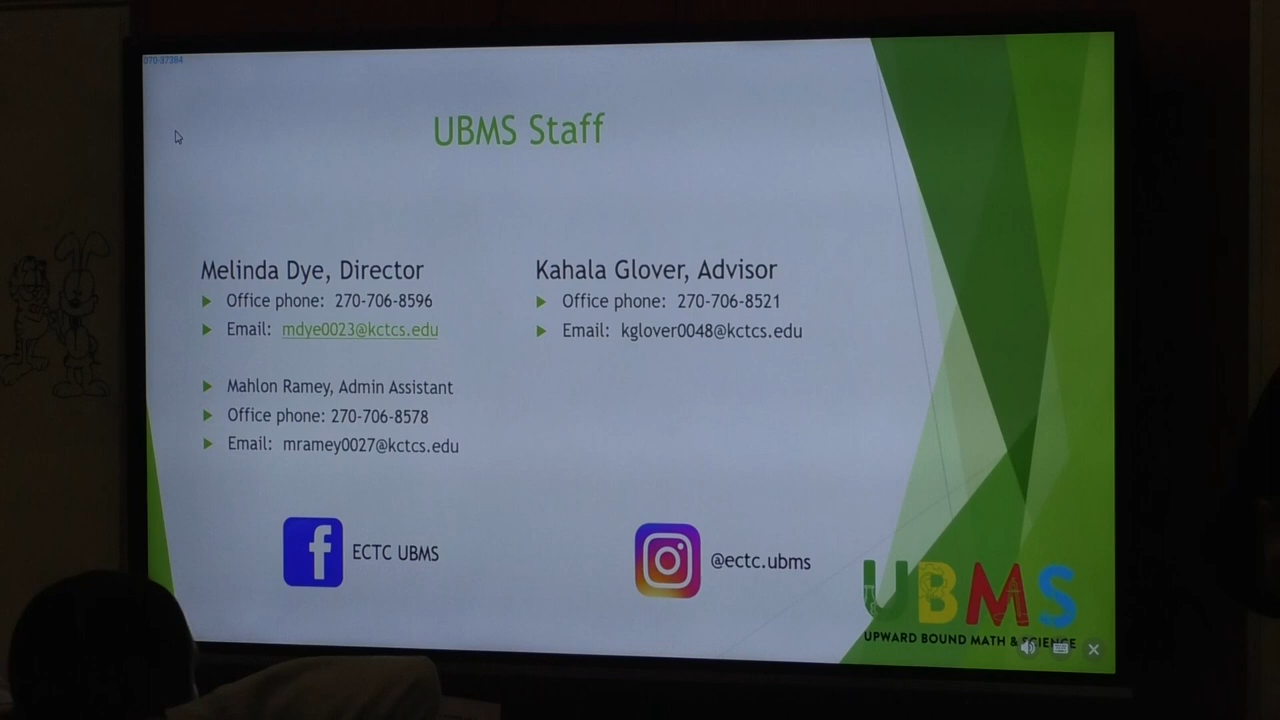 070-37384
UBMS Staff
Melinda Dye, Director
Office phone: 270-706-8596
Email: mdye0023@kctcs.edu
Mahlon Ramey, Admin Assistant
Office phone: 270-706-8578
Email: mramey0027@kctcs.edu
Kahala Glover, Advisor
Office phone: 270-706-8521
Email: kglover0048@kctcs.edu
ECTC UBMS
@ectc.ubms
UBMS
UPWARD BOUND MATH & SCIENCE